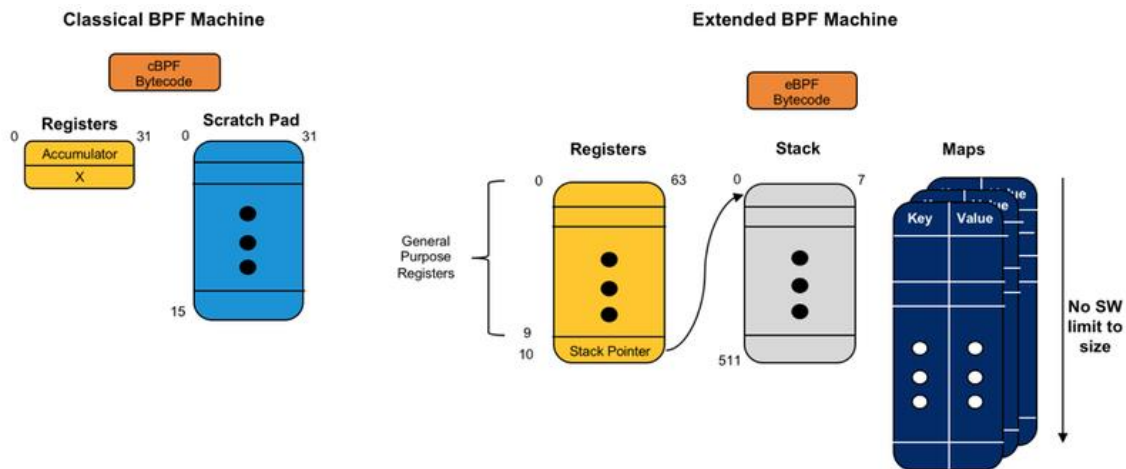 Classical BPF Machine
cBPF
Bytecode
Registers
0
31
Accumulator
X
Scratch Pad
0
31
15
Extended BPF Machine
eBPF
Bytecode
Registers
0
63
General
Purpose
Registers
9
10
Stack Pointer
Stack
0
7
511
Maps
Value
Value
Key
Value
No SW
limit to
size